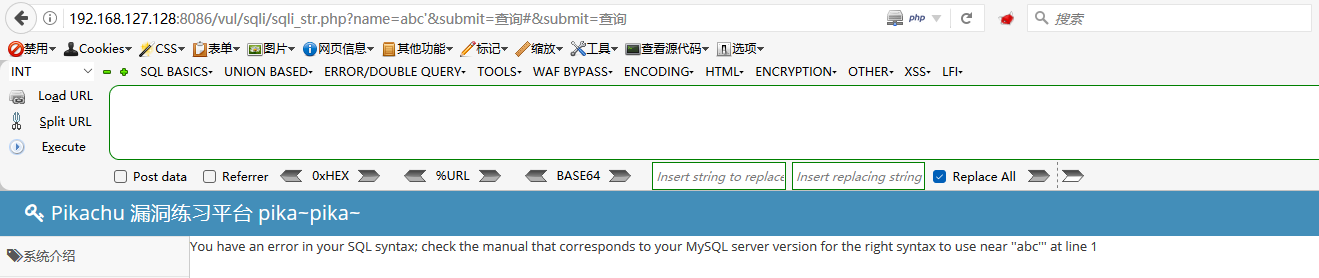 192.168.127.128:8086/vul/sqli/sqli_str.php?name=abc'&submit=查询#&submit=查询 php 搜索
禁用 Cookies CSS 表单 图片 网页信息 其他功能 标记 缩放 工具 查看源代码 选项
INT SQL BASICS UNION BASED ERROR/DOUBLE QUERY TOOLS WAF BYPASS ENCODING HTML ENCRYPTION OTHER XSS LFI
Load URL
Split URL
Execute
Post data Referrer 0xHEX %URL BASE64 Insert string to replace Insert replacing string Replace All
Pikachu 漏洞练习平台 pika~pika~
系统介绍 You have an error in your SQL syntax; check the manual that corresponds to your MySQL server version for the right syntax to use near ''abc''' at line 1